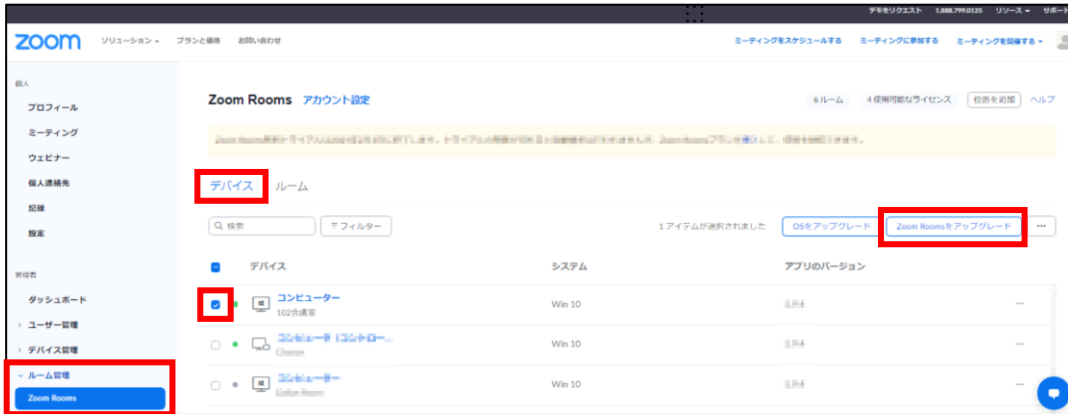 デモをリクエスト 1.888.799.0125 リソース サポート
zoom ソリューション プランと価格 お問い合わせ ミーティングをスケジュールする ミーティングに参加する ミーティングを開催する
個人
プロフィール
ミーティング
ウェビナー
個人連絡先
記録
設定
管理者
ダッシュボード
ユーザー管理
デバイス管理
ルーム管理
Zoom Rooms
Zoom Rooms アカウント設定 6 ルーム 4 使用可能なライセンス 位置を追加 ヘルプ
デバイス ルーム
検索 フィルター 1 アイテムが選択されました OSをアップグレード Zoom Roomsをアップグレード ...
デバイス システム アプリのバージョン
コンピューター Win 10 ...
102会議室
Win 10 ...
Win 10 ...